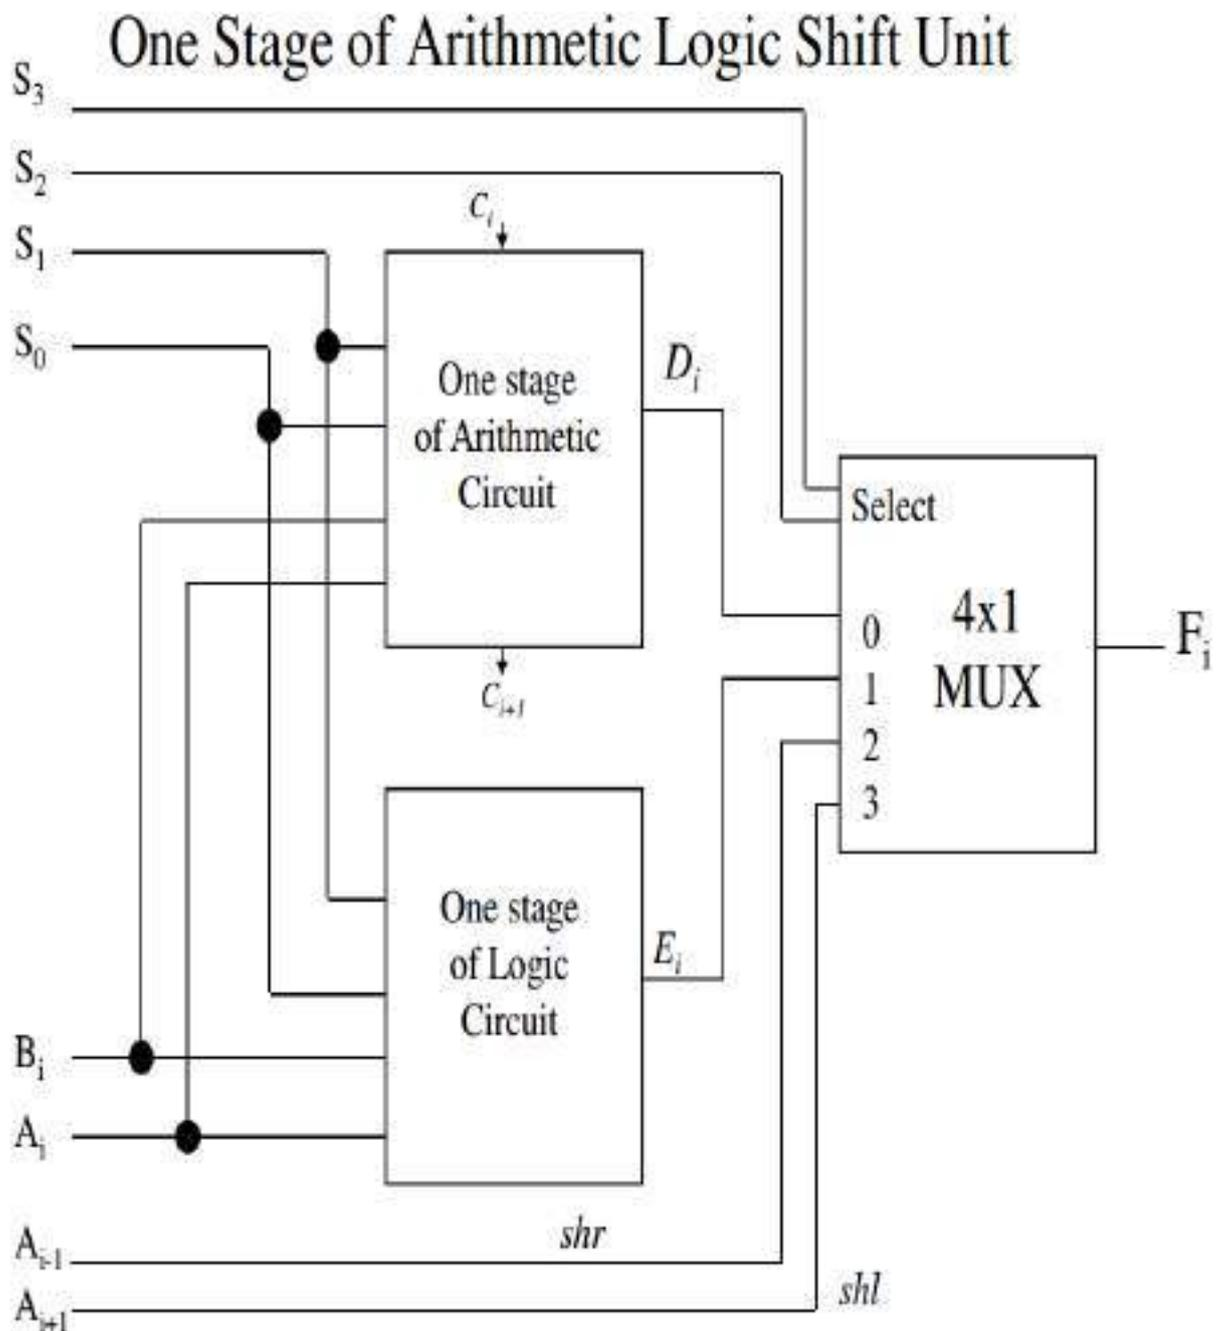 One Stage of Arithmetic Logic Shift Unit
S₃
S₂
S₁
S₀
Cᵢ
One stage
of Arithmetic
Circuit
Dᵢ
Cᵢ₊₁
Select
4x1
MUX
0
1
2
3
Fᵢ
One stage
of Logic
Circuit
Eᵢ
Bᵢ
Aᵢ
Aᵢ₋₁
shr
Aᵢ₊₁
shl